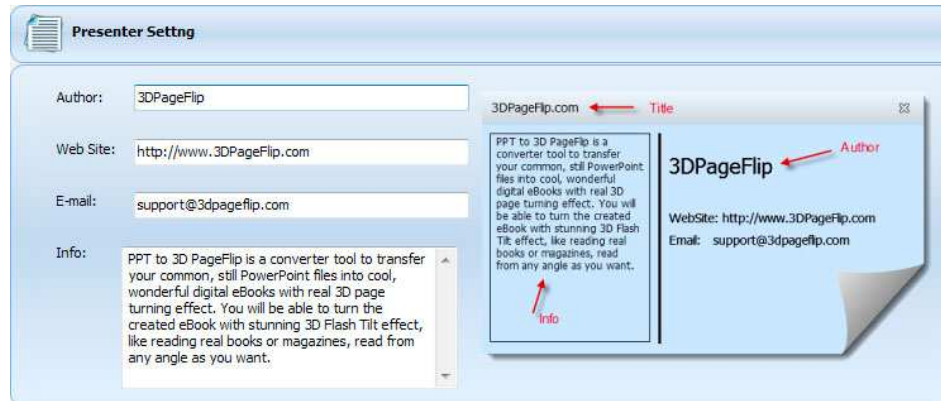 Presenter Settng
Author:
3DPageFlip
Web Site:
http://www.3DPageFlip.com
E-mail:
support@3dpageflip.com
Info:
PPT to 3D PageFlip is a converter tool to transfer
your common, still PowerPoint files into cool,
wonderful digital eBooks with real 3D page
turning effect. You will be able to turn the
created eBook with stunning 3D Flash Tilt effect,
like reading real books or magazines, read from
any angle as you want.
3DPageFlip.com
Title
PPT to 3D PageFlip is a
converter tool to transfer
your common, still PowerPoint
files into cool, wonderful
digital eBooks with real 3D
page turning effect. You will
be able to turn the created
eBook with stunning 3D Flash
Tilt effect, like reading real
books or magazines, read
from any angle as you want.
Info
Author
3DPageFlip
WebSite: http://www.3DPageFlip.com
Email: support@3dpageflip.com